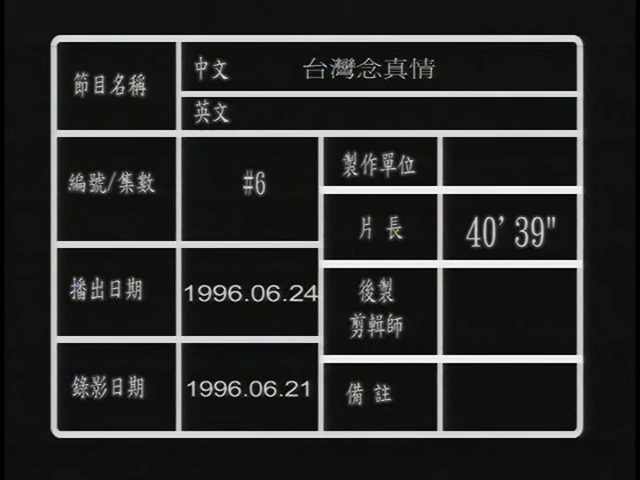 節目名稱
中文
台灣念真情
英文
編號/集數
#6
製作單位
片長
40'39"
播出日期
1996.06.24
後製
剪輯師
錄影日期
1996.06.21
備註